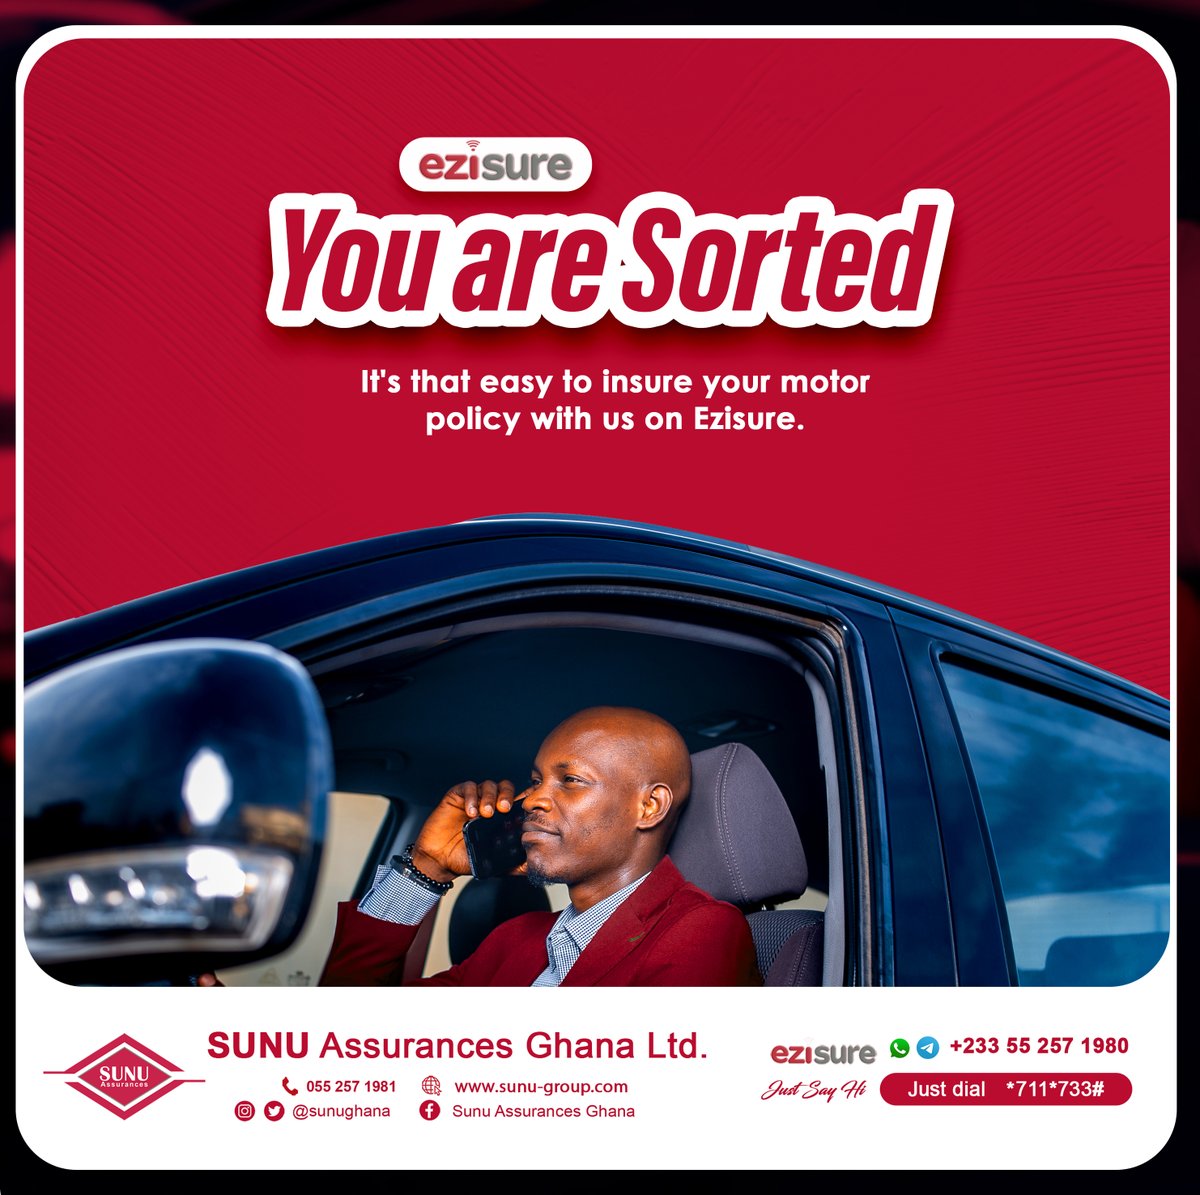 ezisure
You are Sorted
It's that easy to insure your motor
policy with us on Ezisure.
SUNU
Assurances
SUNU Assurances Ghana Ltd.
055 257 1981 www.sunu-group.com
@sunughana Sunu Assurances Ghana
ezisure +233 55 257 1980
Just Say Hi Just dial *711*733#